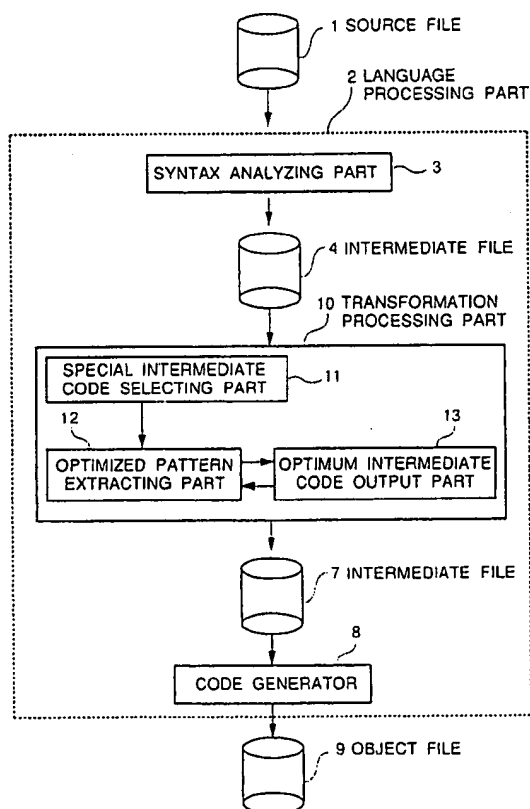 1 SOURCE FILE
2 LANGUAGE
PROCESSING PART
SYNTAX ANALYZING PART
3
4 INTERMEDIATE FILE
10 TRANSFORMATION
PROCESSING PART
SPECIAL INTERMEDIATE
CODE SELECTING PART
11
12
13
OPTIMIZED PATTERN
EXTRACTING PART
OPTIMUM INTERMEDIATE
CODE OUTPUT PART
7 INTERMEDIATE FILE
8
CODE GENERATOR
9 OBJECT FILE